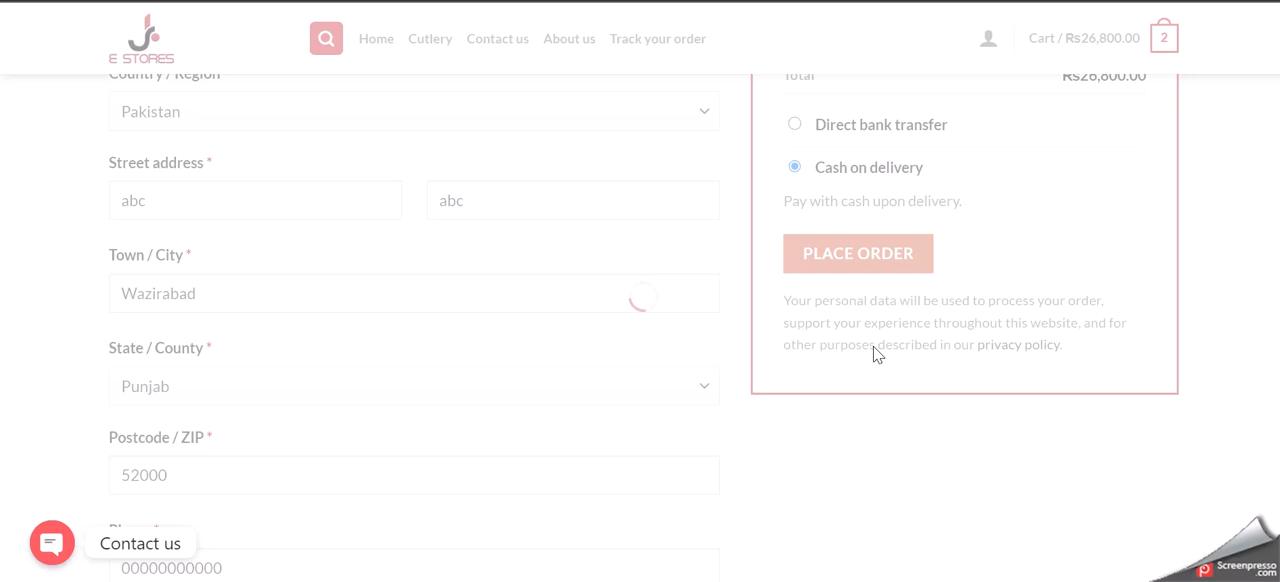 E STORES
Home Cutlery Contact us About us Track your order
Cart / ₨26,800.00 2
Country / Region
Pakistan
Street address *
abc abc
Town / City *
Wazirabad
State / County *
Punjab
Postcode / ZIP *
52000
00000000000
Contact us
Total ₨26,800.00
Direct bank transfer
Cash on delivery
Pay with cash upon delivery.
PLACE ORDER
Your personal data will be used to process your order,
support your experience throughout this website, and for
other purposes described in our privacy policy.
Screenpresso
.com